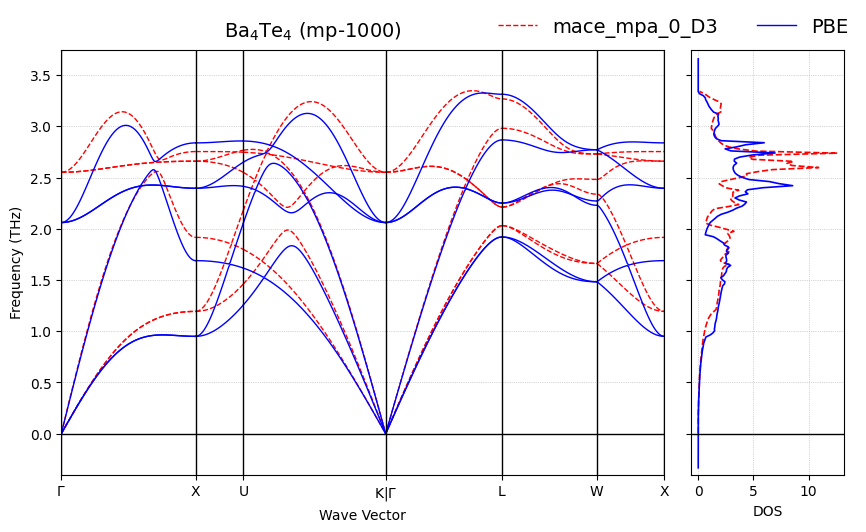 Ba₄Te₄ (mp-1000)
mace_mpa_0_D3
PBE
Frequency (THz)
3.5
3.0
2.5
2.0
1.5
1.0
0.5
0.0
Γ X U K|Γ L W X
Wave Vector
0 5 10
DOS